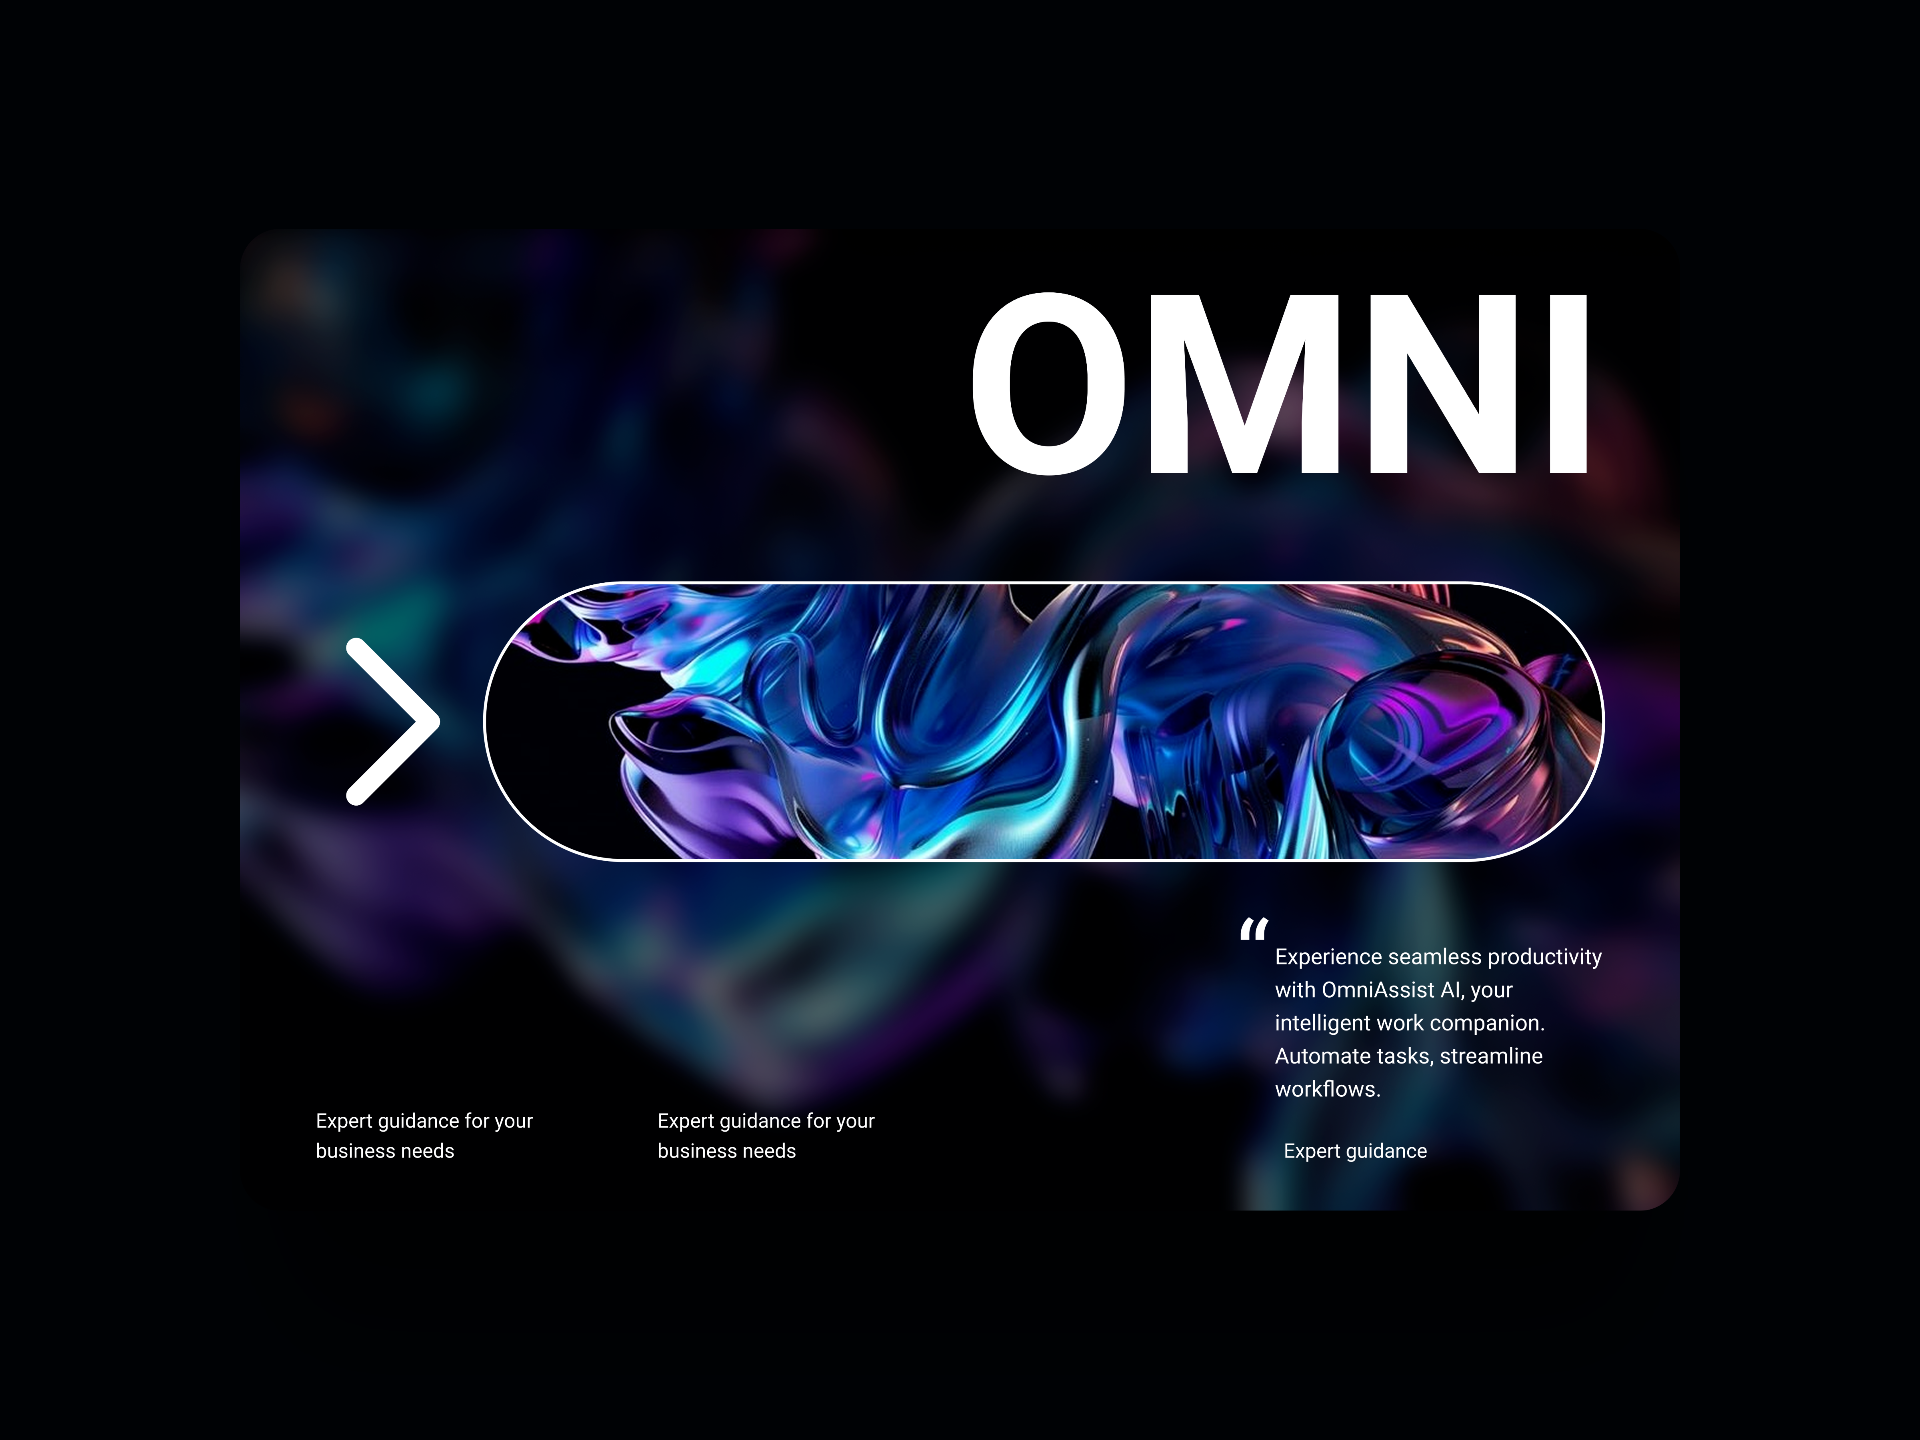 OMNI
“
Experience seamless productivity
with OmniAssist AI, your
intelligent work companion.
Automate tasks, streamline
workflows.
Expert guidance for your
business needs
Expert guidance for your
business needs
Expert guidance